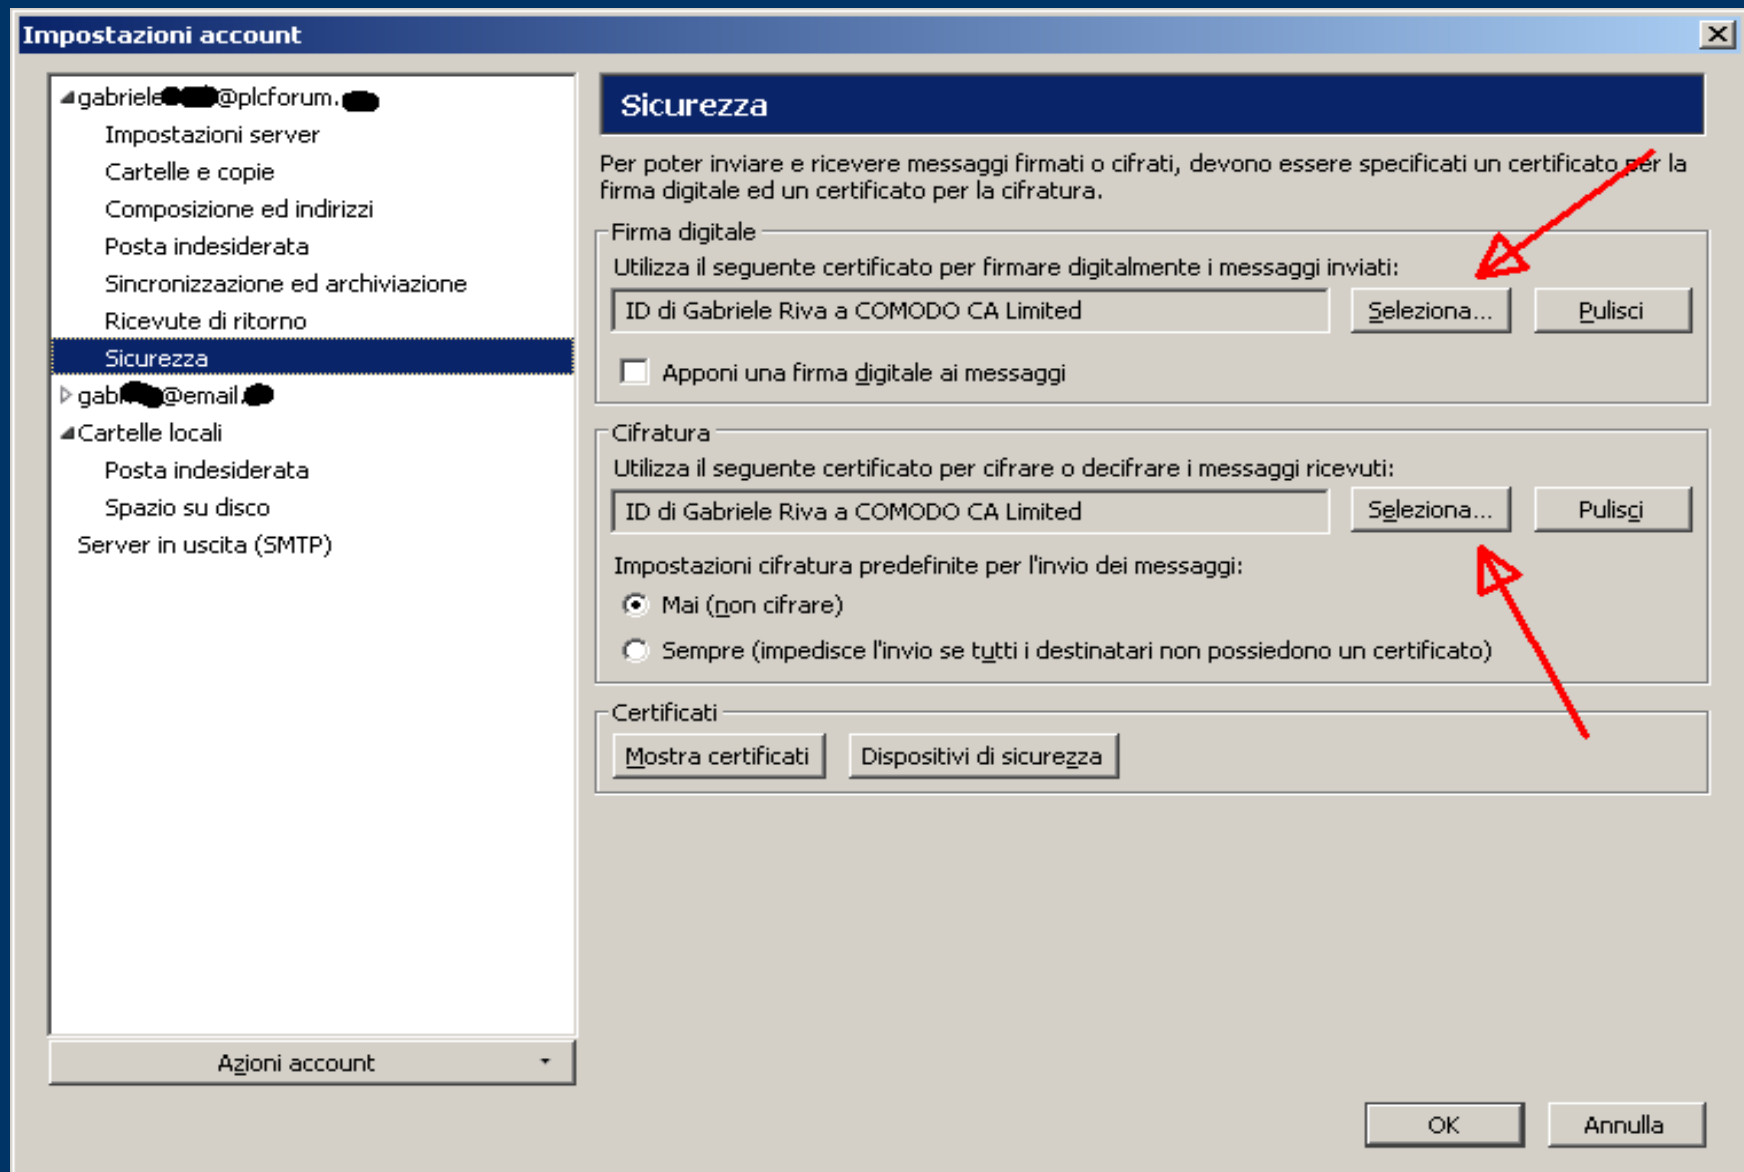 Impostazioni account
gabriele @plcforum.
Impostazioni server
Cartelle e copie
Composizione ed indirizzi
Posta indesiderata
Sincronizzazione ed archiviazione
Ricevute di ritorno
Sicurezza
gab @email.
Cartelle locali
Posta indesiderata
Spazio su disco
Server in uscita (SMTP)
Azioni account
Sicurezza
Per poter inviare e ricevere messaggi firmati o cifrati, devono essere specificati un certificato per la
firma digitale ed un certificato per la cifratura.
Firma digitale
Utilizza il seguente certificato per firmare digitalmente i messaggi inviati:
ID di Gabriele Riva a COMODO CA Limited Seleziona... Pulisci
Apponi una firma digitale ai messaggi
Cifratura
Utilizza il seguente certificato per cifrare o decifrare i messaggi ricevuti:
ID di Gabriele Riva a COMODO CA Limited Seleziona... Pulisci
Impostazioni cifratura predefinite per l'invio dei messaggi:
Mai (non cifrare)
Sempre (impedisce l'invio se tutti i destinatari non possiedono un certificato)
Certificati
Mostra certificati Dispositivi di sicurezza
OK Annulla